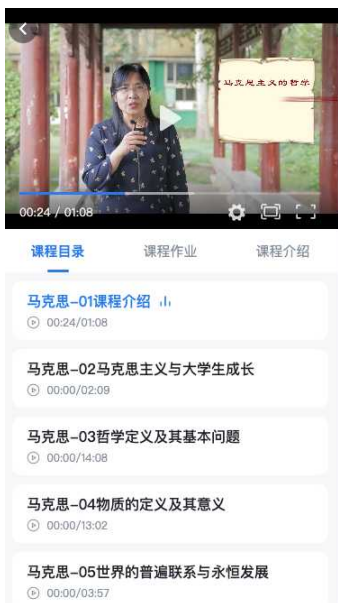 马克思主义的哲学
00:24 / 01:08
课程目录 课程作业 课程介绍
马克思-01课程介绍
00:24/01:08
马克思-02马克思主义与大学生成长
00:00/02:09
马克思-03哲学定义及其基本问题
00:00/14:08
马克思-04物质的定义及其意义
00:00/13:02
马克思-05世界的普遍联系与永恒发展
00:00/03:57